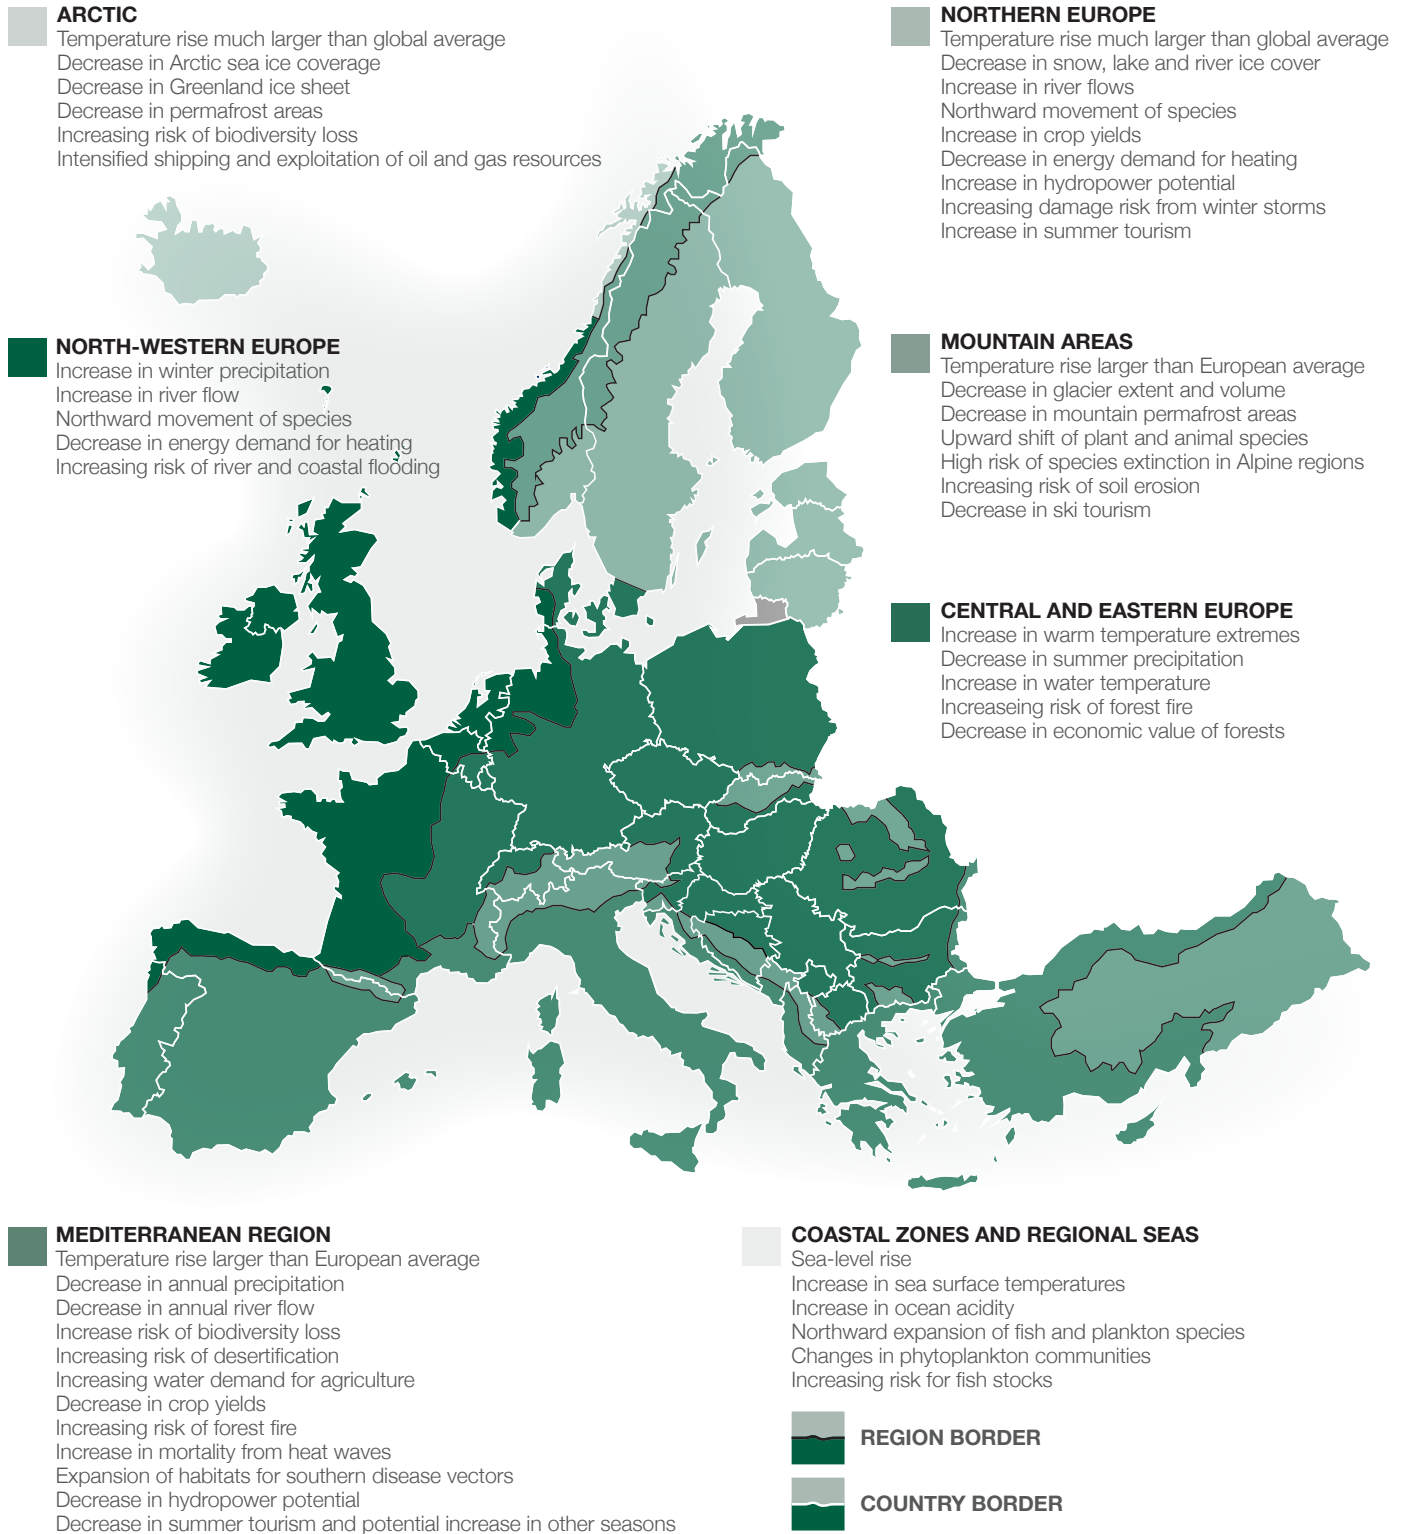 ARCTIC
Temperature rise much larger than global average
Decrease in Arctic sea ice coverage
Decrease in Greenland ice sheet
Decrease in permafrost areas
Increasing risk of biodiversity loss
Intensified shipping and exploitation of oil and gas resources
NORTHERN EUROPE
Temperature rise much larger than global average
Decrease in snow, lake and river ice cover
Increase in river flows
Northward movement of species
Increase in crop yields
Decrease in energy demand for heating
Increase in hydropower potential
Increasing damage risk from winter storms
Increase in summer tourism
NORTH-WESTERN EUROPE
Increase in winter precipitation
Increase in river flow
Northward movement of species
Decrease in energy demand for heating
Increasing risk of river and coastal flooding
MOUNTAIN AREAS
Temperature rise larger than European average
Decrease in glacier extent and volume
Decrease in mountain permafrost areas
Upward shift of plant and animal species
High risk of species extinction in Alpine regions
Increasing risk of soil erosion
Decrease in ski tourism
CENTRAL AND EASTERN EUROPE
Increase in warm temperature extremes
Decrease in summer precipitation
Increase in water temperature
Increaseing risk of forest fire
Decrease in economic value of forests
MEDITERRANEAN REGION
Temperature rise larger than European average
Decrease in annual precipitation
Decrease in annual river flow
Increase risk of biodiversity loss
Increasing risk of desertification
Increasing water demand for agriculture
Decrease in crop yields
Increasing risk of forest fire
Increase in mortality from heat waves
Expansion of habitats for southern disease vectors
Decrease in hydropower potential
Decrease in summer tourism and potential increase in other seasons
COASTAL ZONES AND REGIONAL SEAS
Sea-level rise
Increase in sea surface temperatures
Increase in ocean acidity
Northward expansion of fish and plankton species
Changes in phytoplankton communities
Increasing risk for fish stocks
REGION BORDER
COUNTRY BORDER